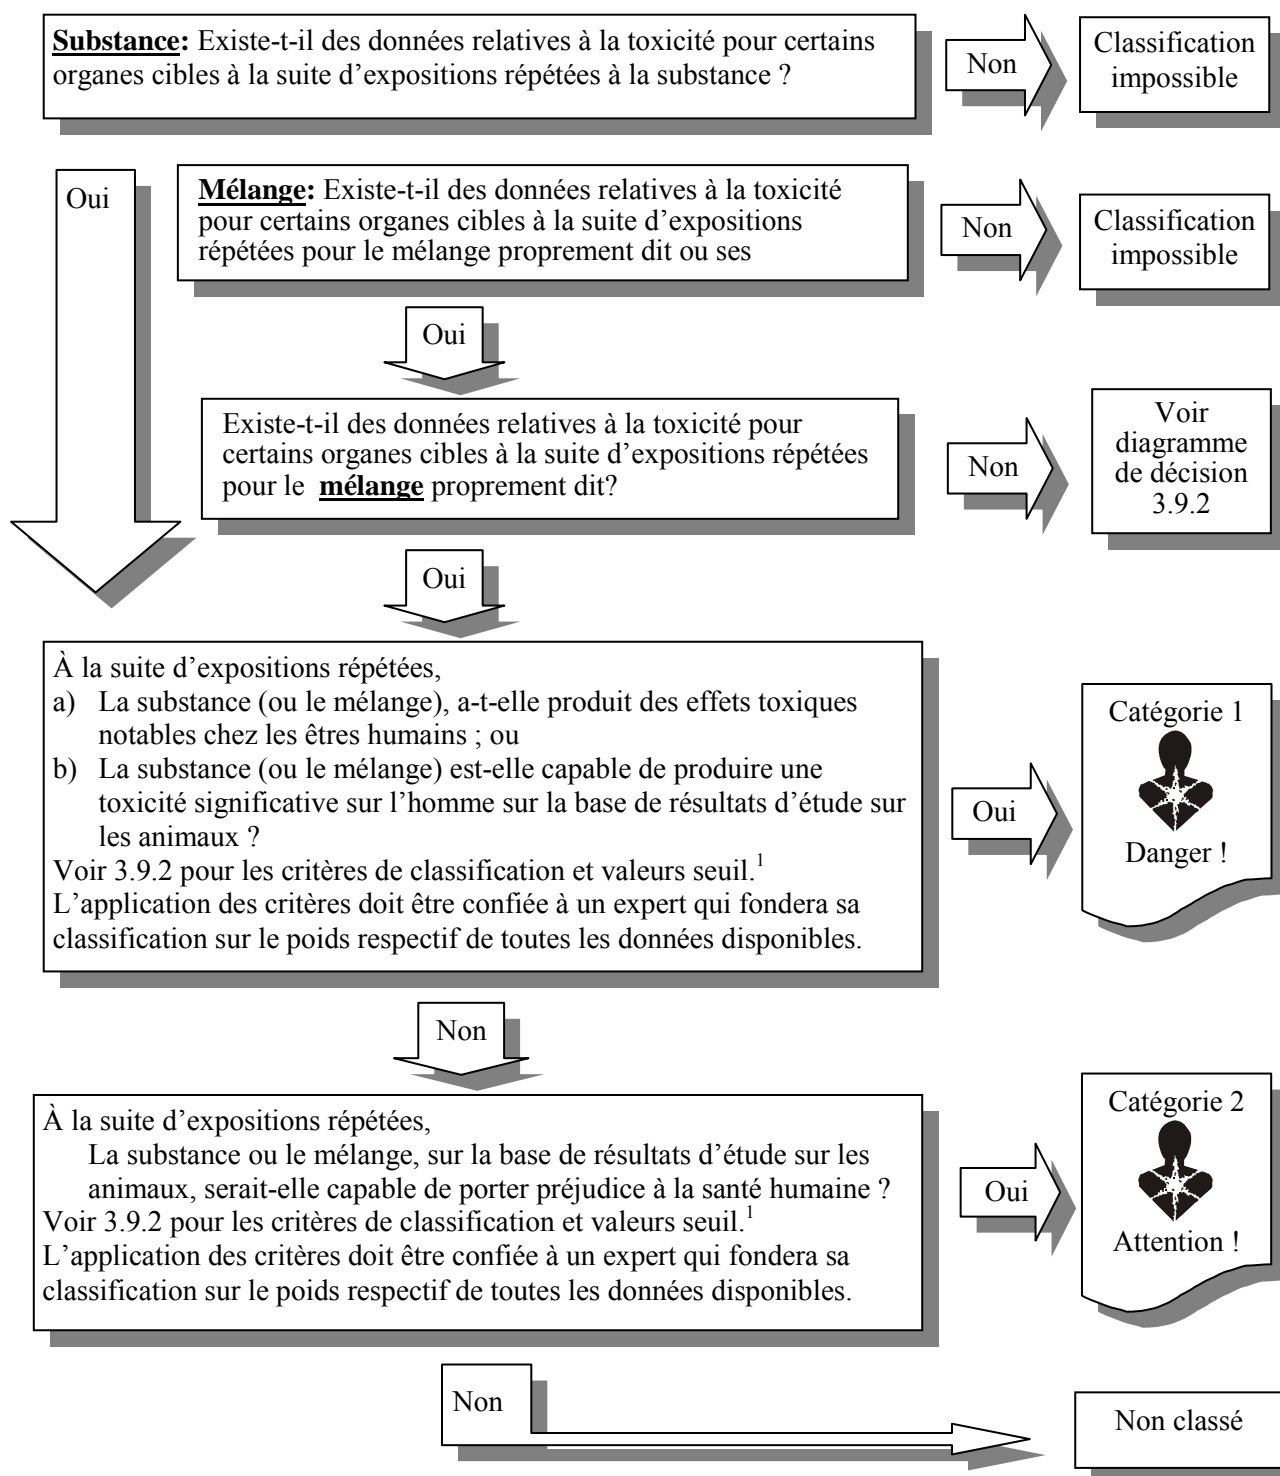 Substance: Existe-t-il des données relatives à la toxicité pour certains
organes cibles à la suite d'expositions répétées à la substance ?
Non
Classification
impossible
Oui
Mélange: Existe-t-il des données relatives à la toxicité
pour certains organes cibles à la suite d'expositions
répétées pour le mélange proprement dit ou ses
Non
Classification
impossible
Oui
Existe-t-il des données relatives à la toxicité pour
certains organes cibles à la suite d'expositions répétées
pour le mélange proprement dit?
Non
Voir
diagramme
de décision
3.9.2
Oui
À la suite d'expositions répétées,
a) La substance (ou le mélange), a-t-elle produit des effets toxiques
notables chez les êtres humains ; ou
b) La substance (ou le mélange) est-elle capable de produire une
toxicité significative sur l'homme sur la base de résultats d'étude sur
les animaux ?
Voir 3.9.2 pour les critères de classification et valeurs seuil.1
L'application des critères doit être confiée à un expert qui fondera sa
classification sur le poids respectif de toutes les données disponibles.
Oui
Catégorie 1
Danger !
Non
À la suite d'expositions répétées,
La substance ou le mélange, sur la base de résultats d'étude sur les
animaux, serait-elle capable de porter préjudice à la santé humaine ?
Voir 3.9.2 pour les critères de classification et valeurs seuil.1
L'application des critères doit être confiée à un expert qui fondera sa
classification sur le poids respectif de toutes les données disponibles.
Oui
Catégorie 2
Attention !
Non
Non classé